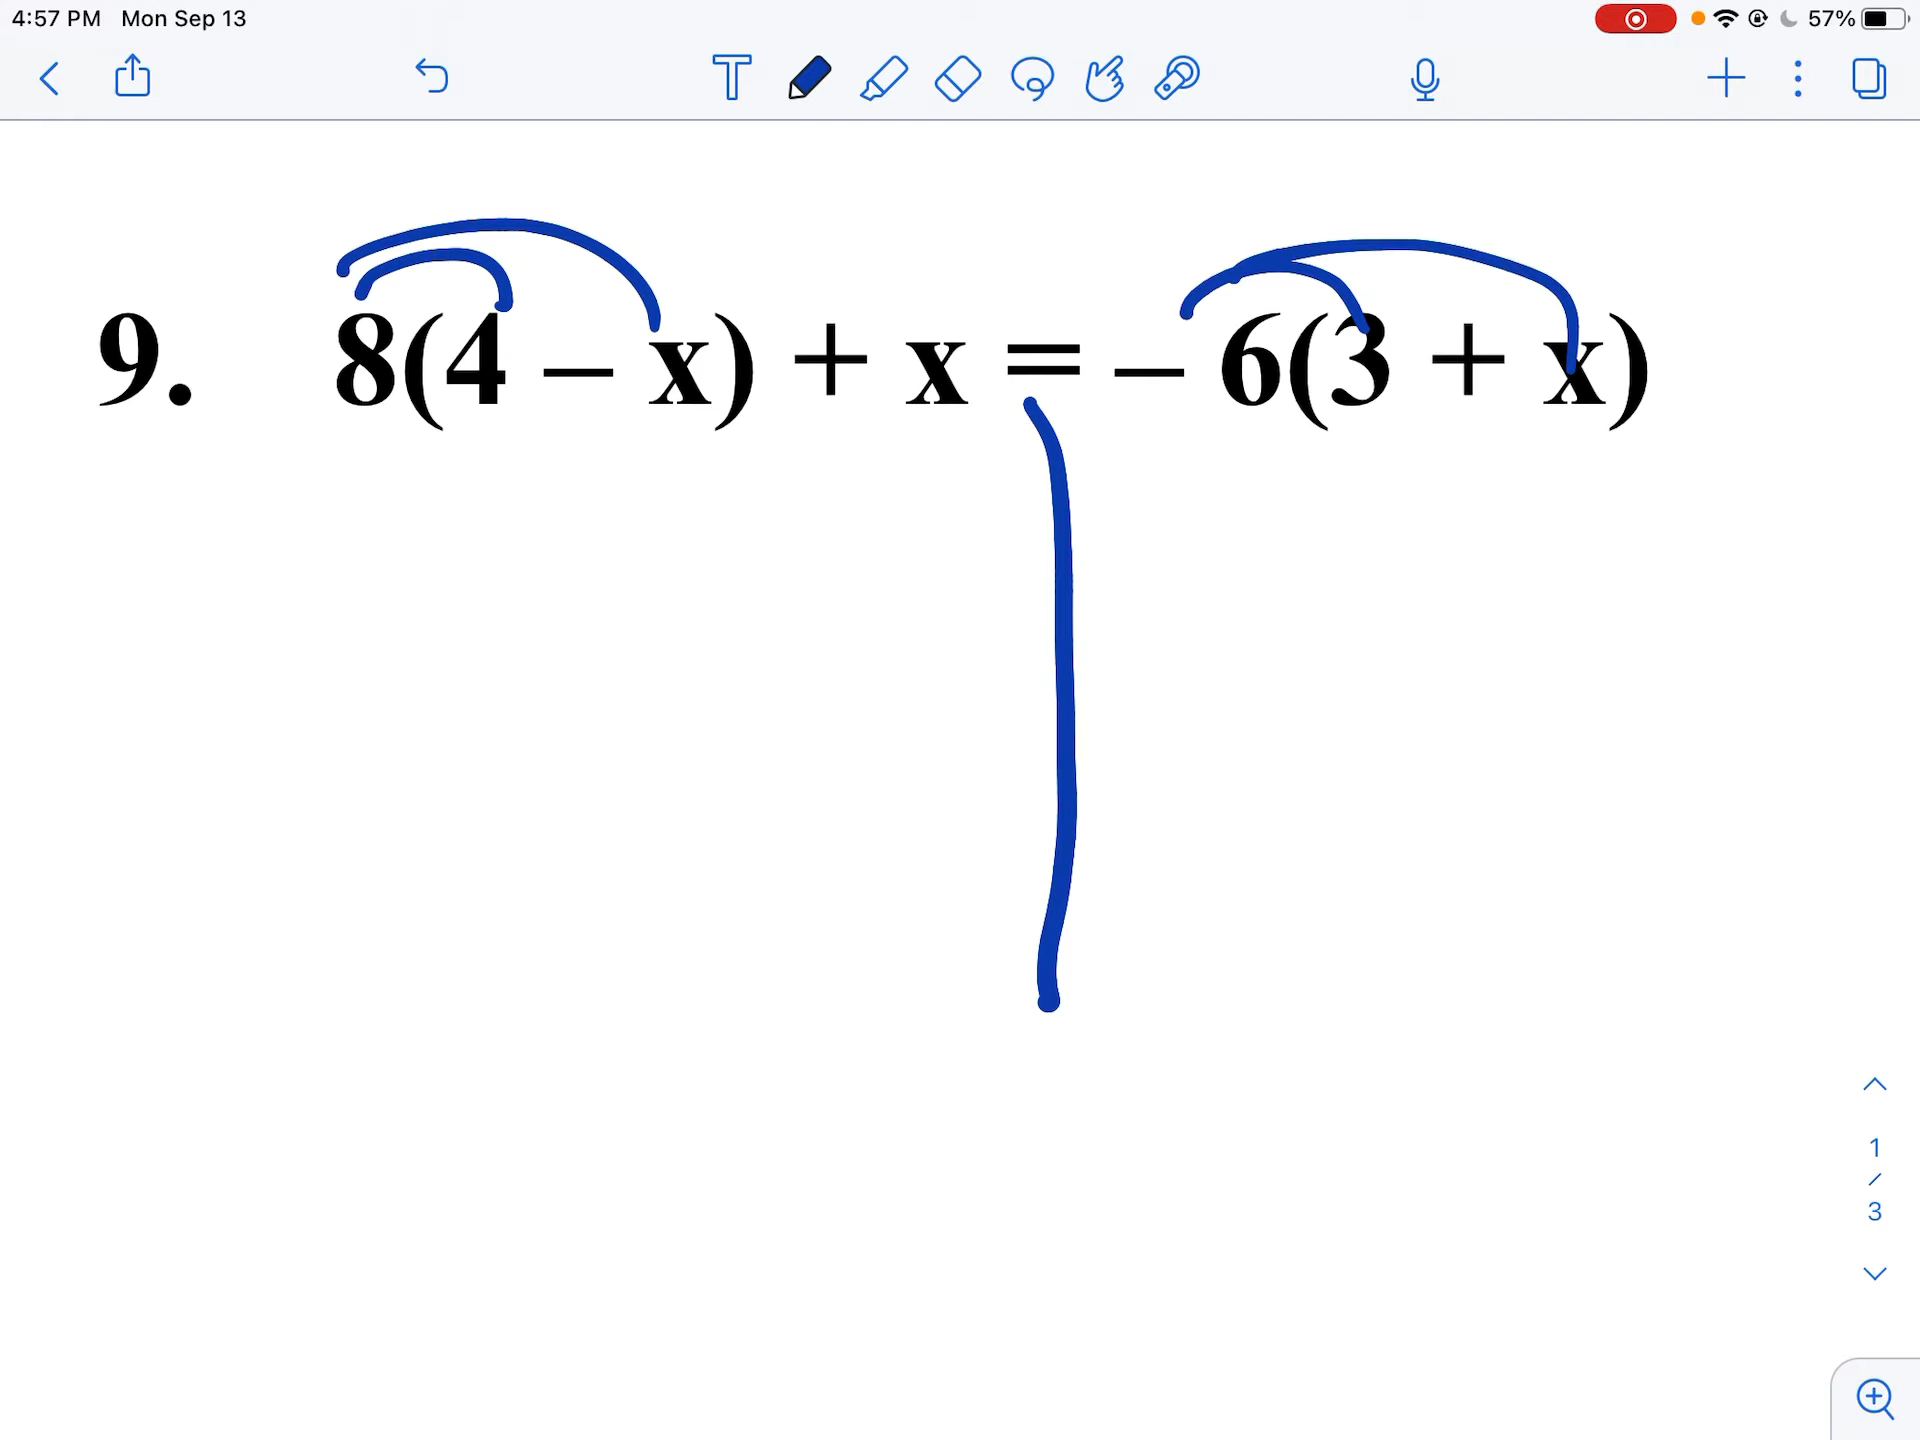 4:57 PM Mon Sep 13 57%
T
9. 8(4 – x) + x = – 6(3 + x)
1
/
3